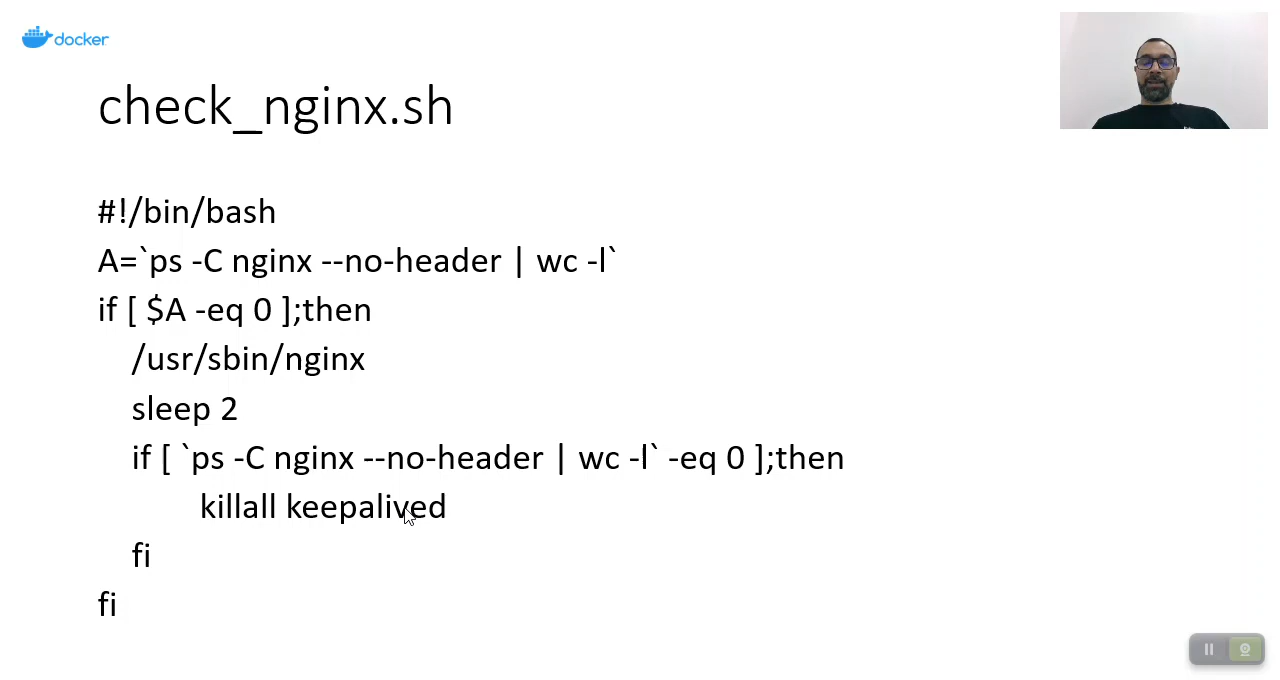 docker
check_nginx.sh
#!/bin/bash
A=`ps -C nginx --no-header | wc -l`
if [ $A -eq 0 ];then
/usr/sbin/nginx
sleep 2
if [ `ps -C nginx --no-header | wc -l` -eq 0 ];then
killall keepalived
fi
fi